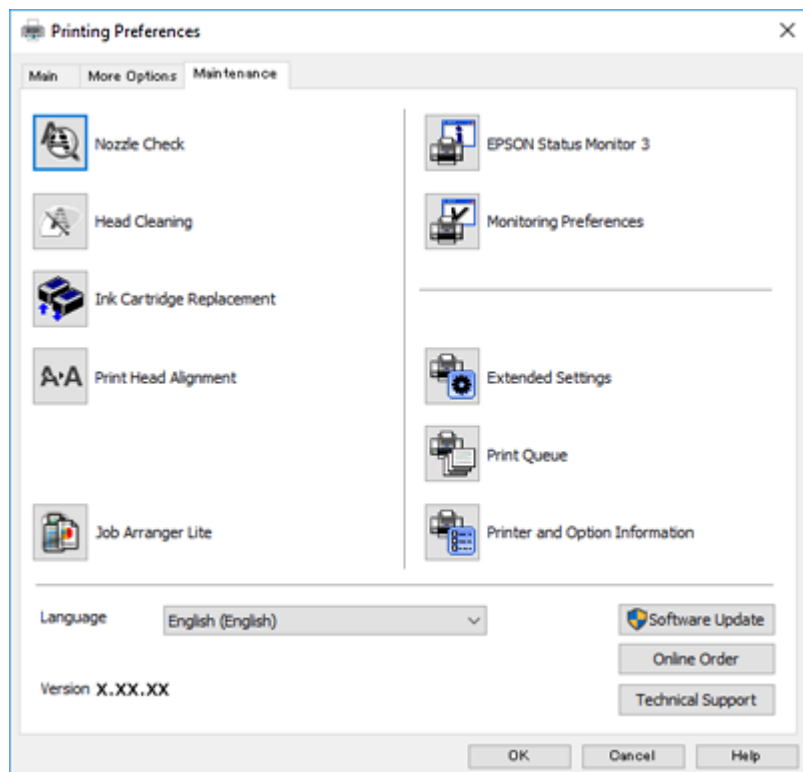 Printing Preferences
Main
More Options
Maintenance
Nozzle Check
Head Cleaning
Ink Cartridge Replacement
A·A Print Head Alignment
Job Arranger Lite
EPSON Status Monitor 3
Monitoring Preferences
Extended Settings
Print Queue
Printer and Option Information
Language
English (English)
Version X.XX.XX
Software Update
Online Order
Technical Support
OK
Cancel
Help